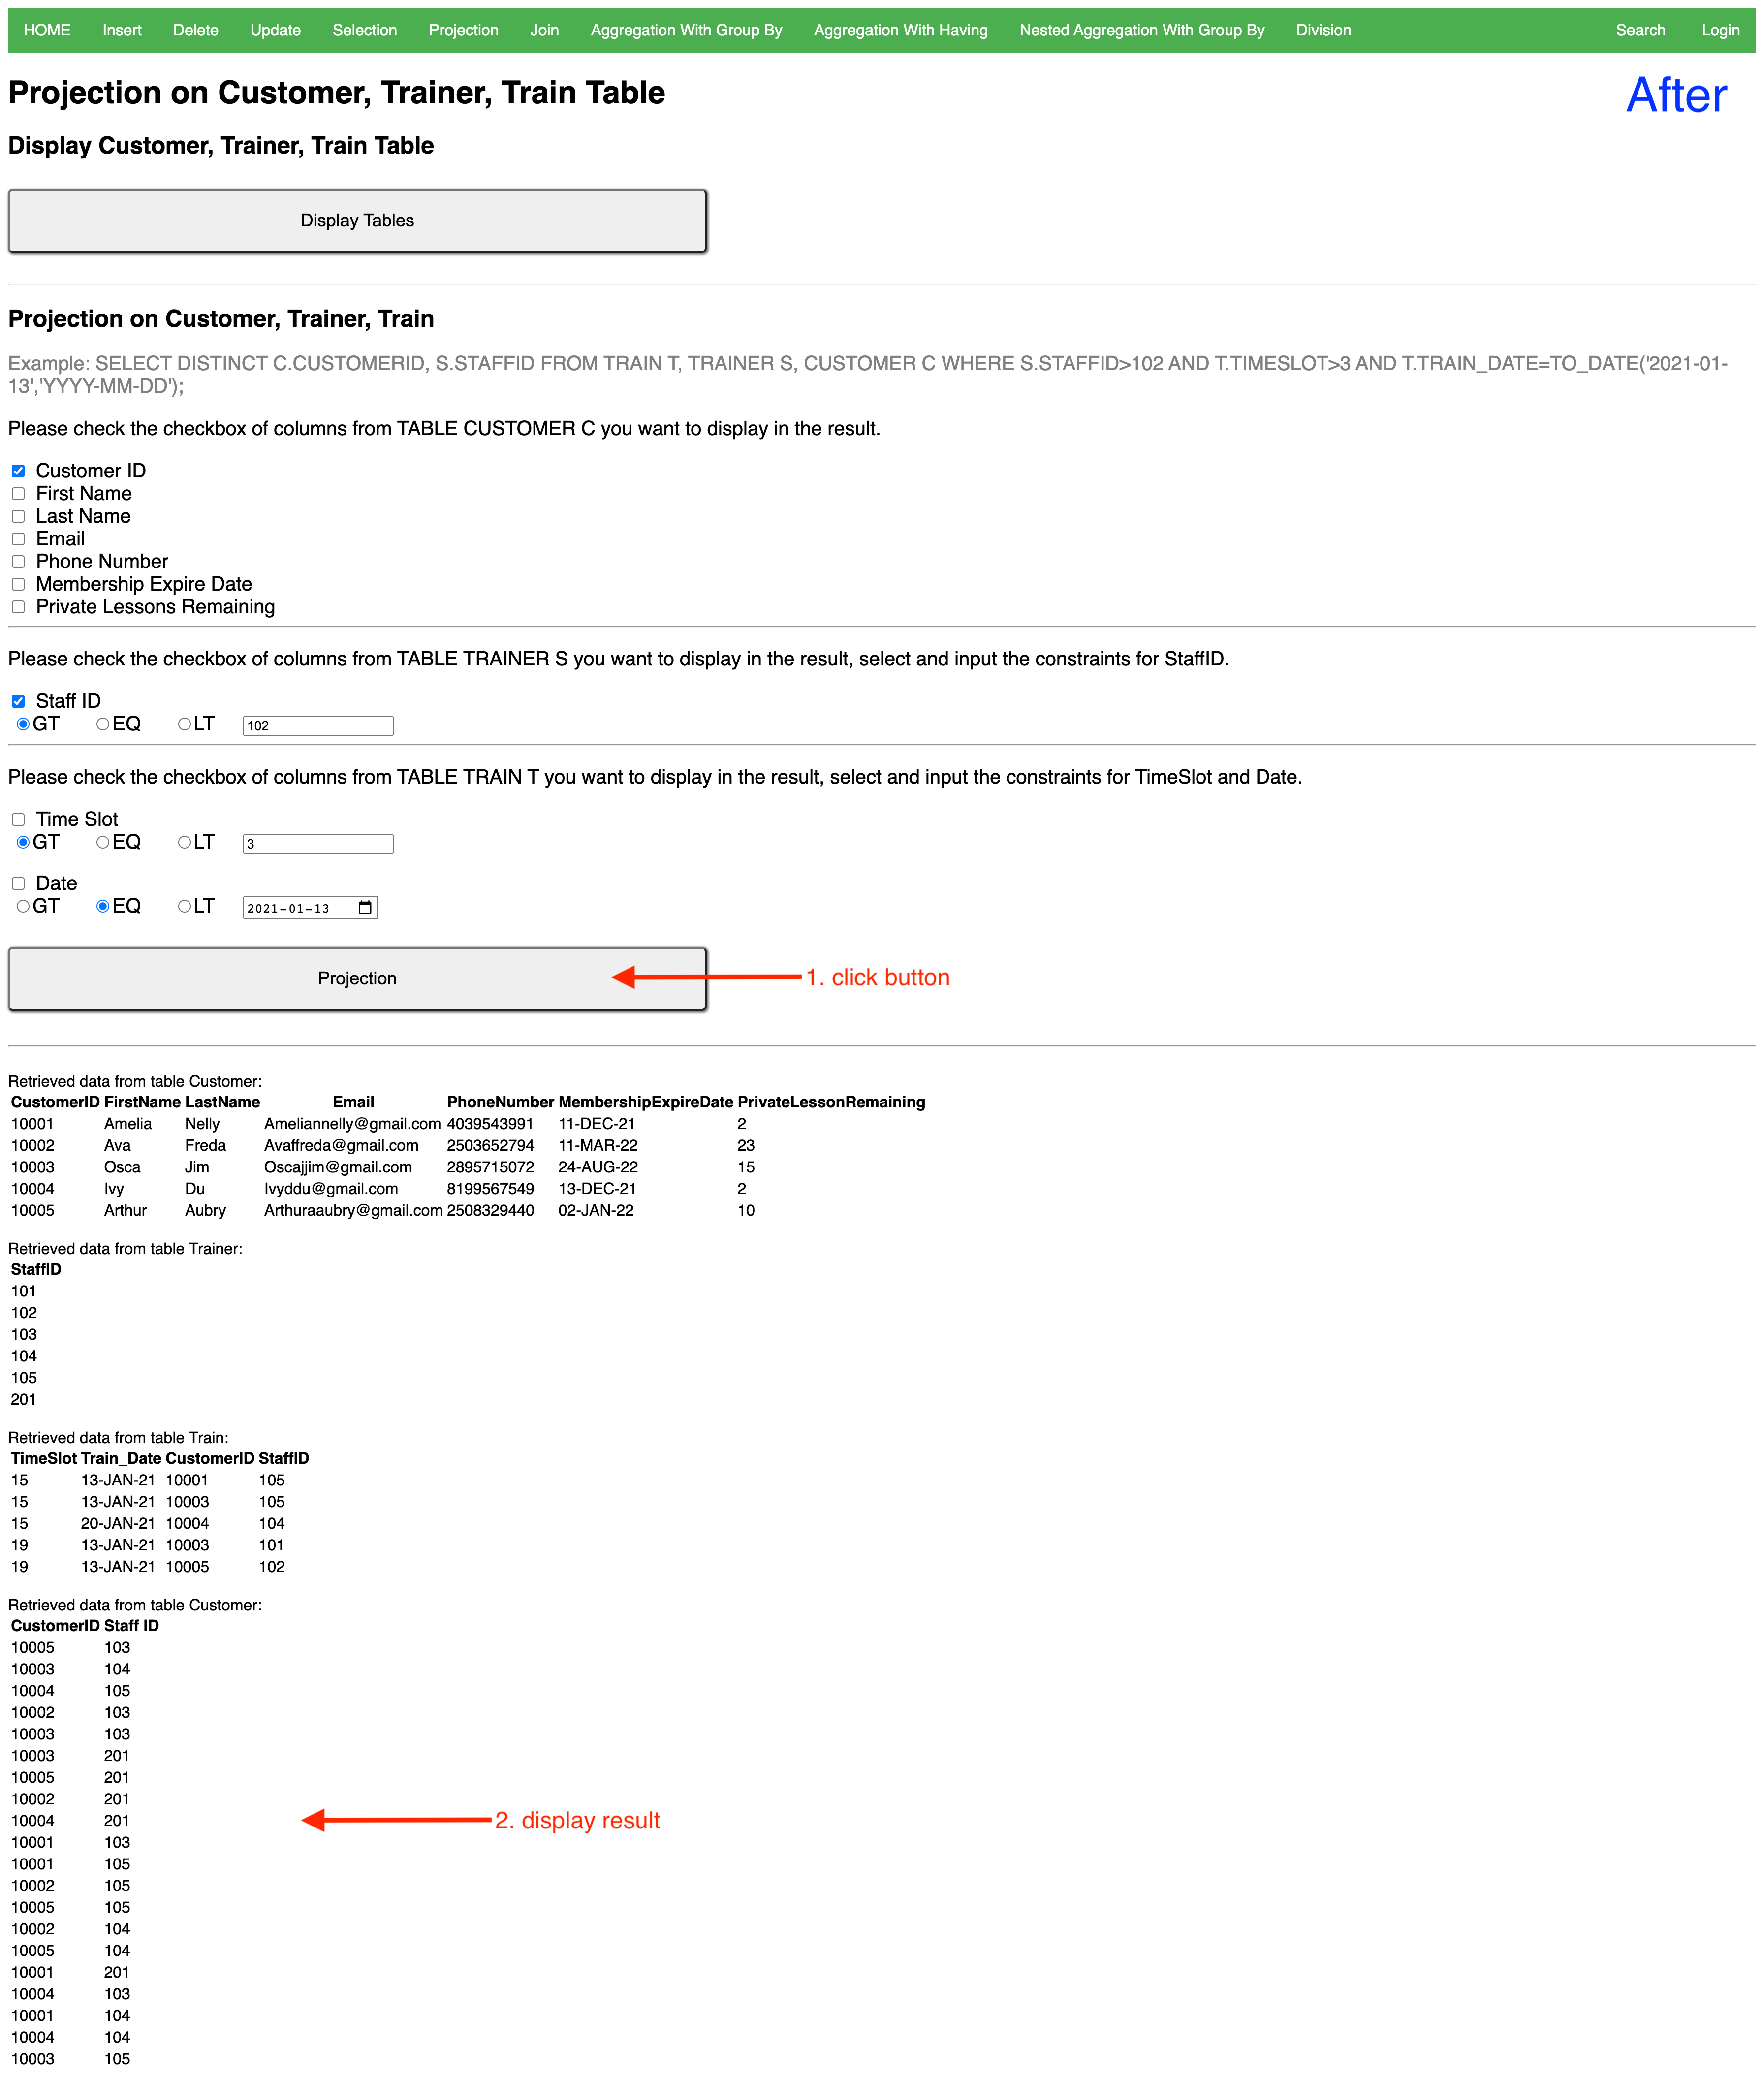 HOME Insert Delete Update Selection Projection Join Aggregation With Group By Aggregation With Having Nested Aggregation With Group By Division Search Login
Projection on Customer, Trainer, Train Table
After
Display Customer, Trainer, Train Table
Display Tables
Projection on Customer, Trainer, Train
Example: SELECT DISTINCT C.CUSTOMERID, S.STAFFID FROM TRAIN T, TRAINER S, CUSTOMER C WHERE S.STAFFID>102 AND T.TIMESLOT>3 AND T.TRAIN_DATE=TO_DATE('2021-01-
13','YYYY-MM-DD');
Please check the checkbox of columns from TABLE CUSTOMER C you want to display in the result.
Customer ID
First Name
Last Name
Email
Phone Number
Membership Expire Date
Private Lessons Remaining
Please check the checkbox of columns from TABLE TRAINER S you want to display in the result, select and input the constraints for StaffID.
Staff ID
GT EQ LT 102
Please check the checkbox of columns from TABLE TRAIN T you want to display in the result, select and input the constraints for TimeSlot and Date.
Time Slot
GT EQ LT 3
Date
GT EQ LT 2021-01-13
Projection
1. click button
Retrieved data from table Customer:
CustomerID FirstName LastName Email PhoneNumber MembershipExpireDate PrivateLessonRemaining
10001 Amelia Nelly Ameliannelly@gmail.com 4039543991 11-DEC-21 2
10002 Ava Freda Avaffreda@gmail.com 2503652794 11-MAR-22 23
10003 Osca Jim Oscajjim@gmail.com 2895715072 24-AUG-22 15
10004 Ivy Du Ivyddu@gmail.com 8199567549 13-DEC-21 2
10005 Arthur Aubry Arthuraaubry@gmail.com 2508329440 02-JAN-22 10
Retrieved data from table Trainer:
StaffID
101
102
103
104
105
201
Retrieved data from table Train:
TimeSlot Train_Date CustomerID StaffID
15 13-JAN-21 10001 105
15 13-JAN-21 10003 105
15 20-JAN-21 10004 104
19 13-JAN-21 10003 101
19 13-JAN-21 10005 102
Retrieved data from table Customer:
CustomerID Staff ID
10005 103
10003 104
10004 105
10002 103
10003 103
10003 201
10005 201
10002 201
10004 201
2. display result
10001 103
10001 105
10002 105
10005 105
10002 104
10005 104
10001 201
10004 103
10001 104
10004 104
10003 105